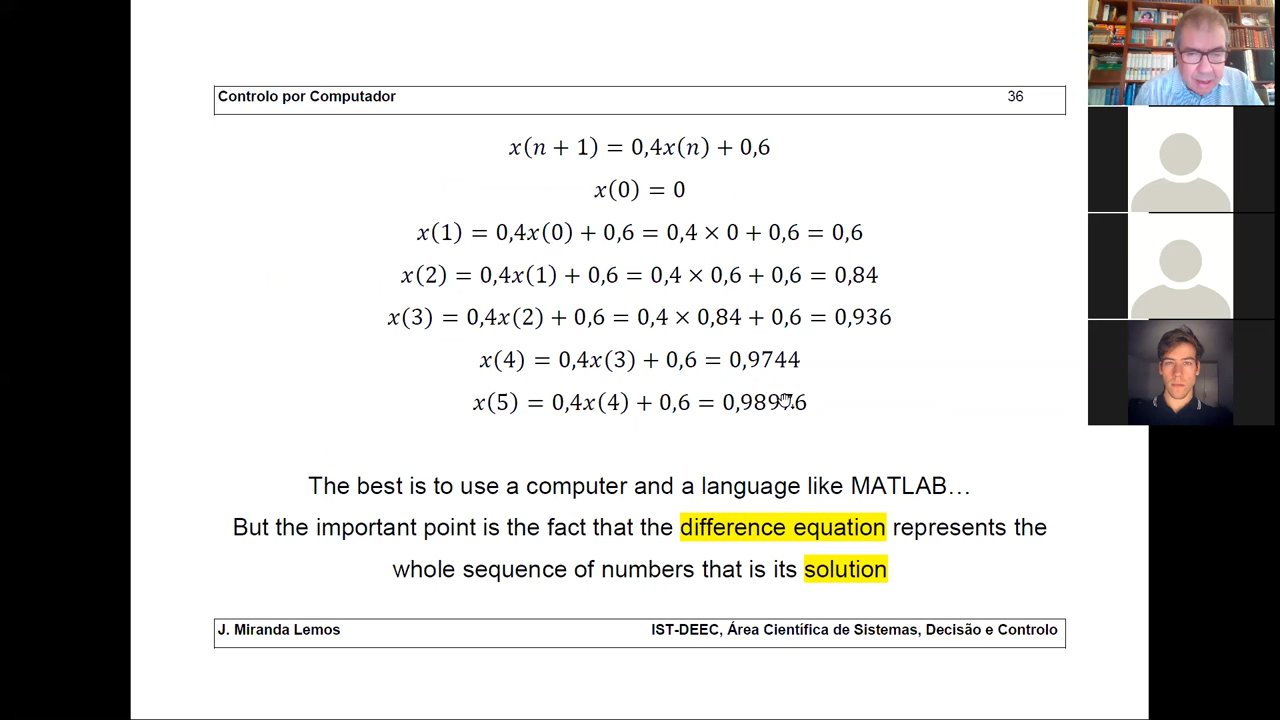 Controlo por Computador 36
x(n + 1) = 0,4x(n) + 0,6
x(0) = 0
x(1) = 0,4x(0) + 0,6 = 0,4 × 0 + 0,6 = 0,6
x(2) = 0,4x(1) + 0,6 = 0,4 × 0,6 + 0,6 = 0,84
x(3) = 0,4x(2) + 0,6 = 0,4 × 0,84 + 0,6 = 0,936
x(4) = 0,4x(3) + 0,6 = 0,9744
x(5) = 0,4x(4) + 0,6 = 0,98976
The best is to use a computer and a language like MATLAB…
But the important point is the fact that the difference equation represents the
whole sequence of numbers that is its solution
J. Miranda Lemos IST-DEEC, Área Científica de Sistemas, Decisão e Controlo